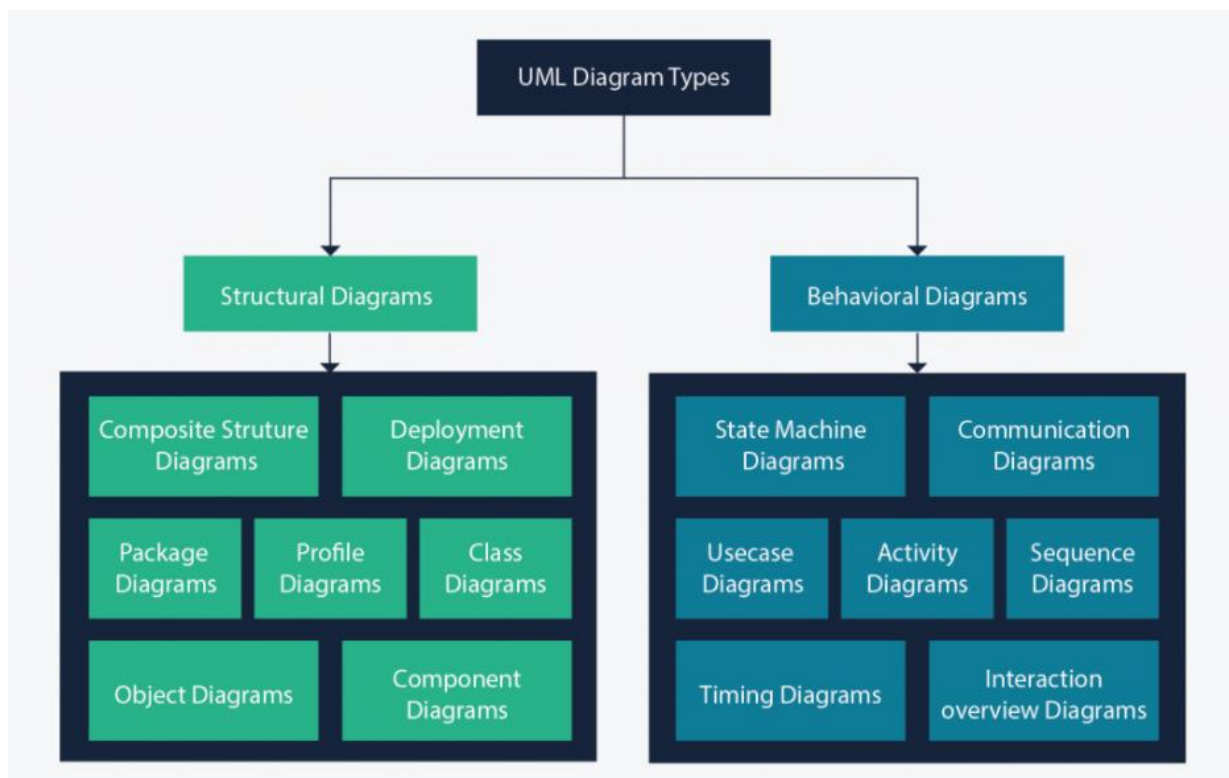 UML Diagram Types
Structural Diagrams
Behavioral Diagrams
Composite Struture
Diagrams
Deployment
Diagrams
Package
Diagrams
Profile
Diagrams
Class
Diagrams
Object Diagrams
Component
Diagrams
State Machine
Diagrams
Communication
Diagrams
Usecase
Diagrams
Activity
Diagrams
Sequence
Diagrams
Timing Diagrams
Interaction
overview Diagrams